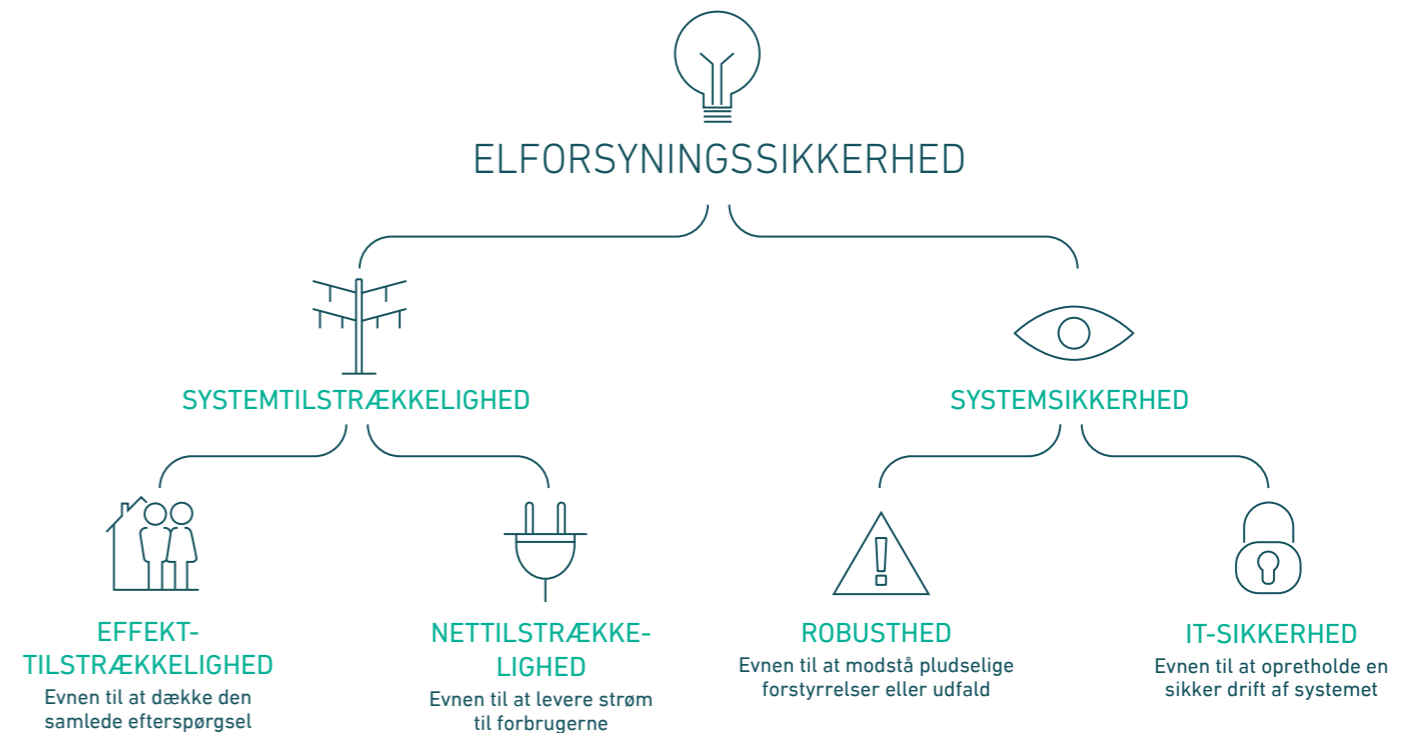 ELFORSYNINGSSIKKERHED
SYSTEMTILSTRÆKKELIGHED
SYSTEMSIKKERHED
EFFEKT-
TILSTRÆKKELIGHED
Evnen til at dække den
samlede efterspørgsel
NETTILSTRÆKKE-
LIGHED
Evnen til at levere strøm
til forbrugerne
ROBUSTHED
Evnen til at modstå pludselige
forstyrrelser eller udfald
IT-SIKKERHED
Evnen til at opretholde en
sikker drift af systemet